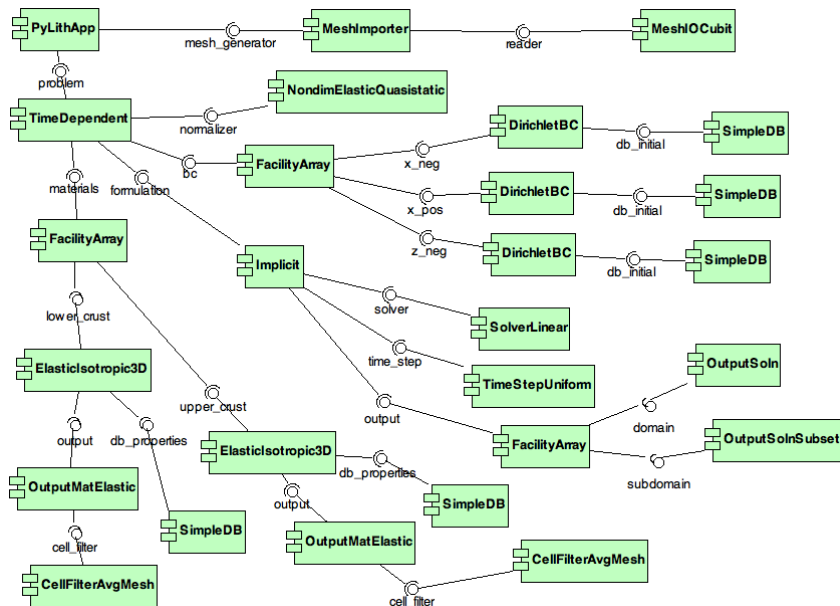 PyLithApp
mesh_generator
MeshImporter
reader
MeshIOCubit
problem
NondimElasticQuasistatic
TimeDependent
normalizer
DirichletBC
db_initial
SimpleDB
x_neg
bc
FacilityArray
materials
formulation
x_pos
DirichletBC
db_initial
SimpleDB
FacilityArray
z_neg
DirichletBC
db_initial
SimpleDB
Implicit
lower_crust
solver
SolverLinear
time_step
ElasticIsotropic3D
TimeStepUniform
OutputSoln
upper_crust
output
domain
output
db_properties
ElasticIsotropic3D
FacilityArray
OutputSolnSubset
db_properties
subdomain
OutputMatElastic
output
SimpleDB
SimpleDB
OutputMatElastic
cell_filter
CellFilterAvgMesh
CellFilterAvgMesh
cell_filter